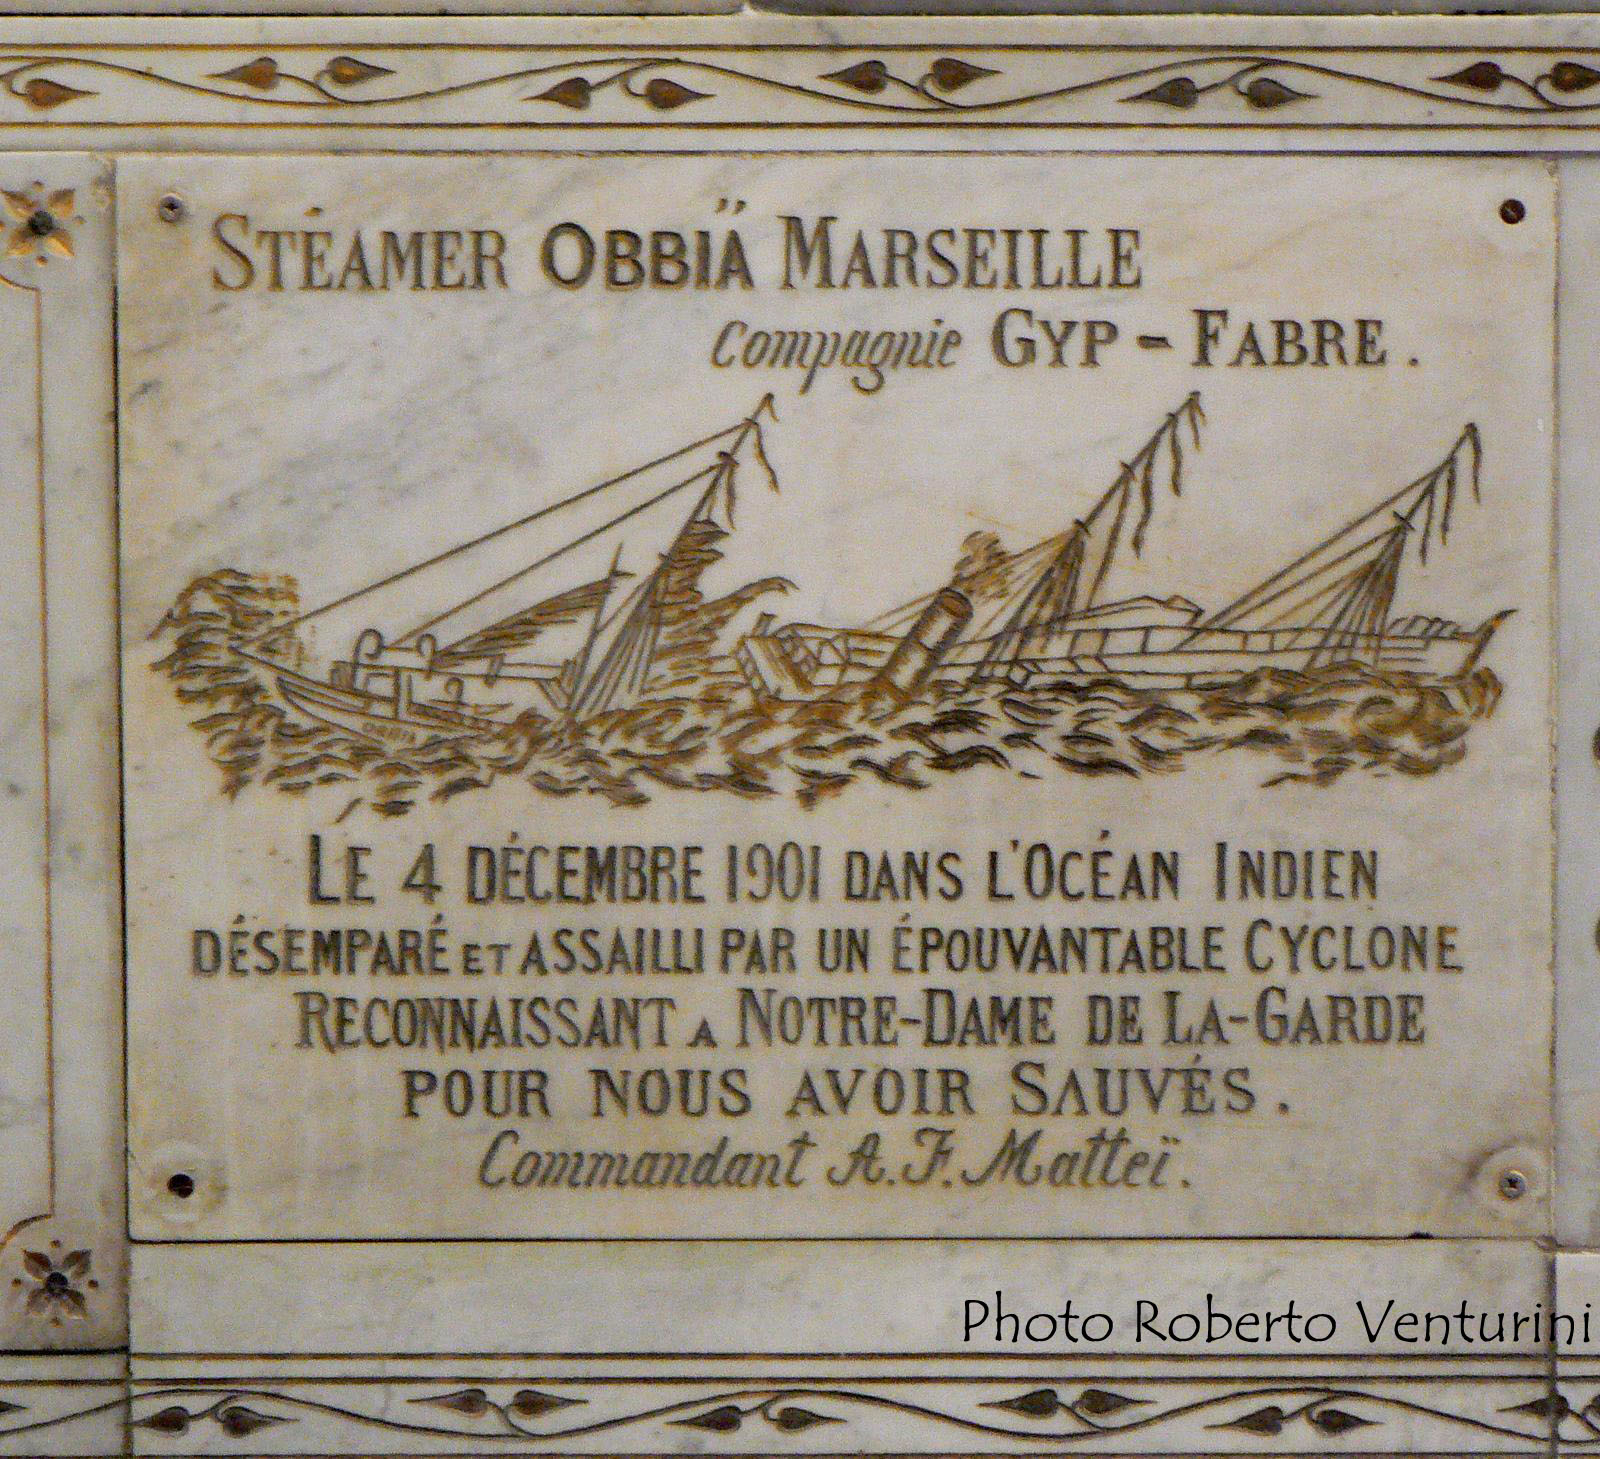 STÉAMER OBBIÄ MARSEILLE
Compagnie GYP - FABRE.
OBBIA
LE 4 DÉCEMBRE 1901 DANS L'OCÉAN INDIEN
DÉSEMPARÉ ET ASSAILLI PAR UN ÉPOUVANTABLE CYCLONE
RECONNAISSANT A NOTRE-DAME DE LA-GARDE
POUR NOUS AVOIR SAUVÉS.
Commandant A. F. Matteï.
Photo Roberto Venturini